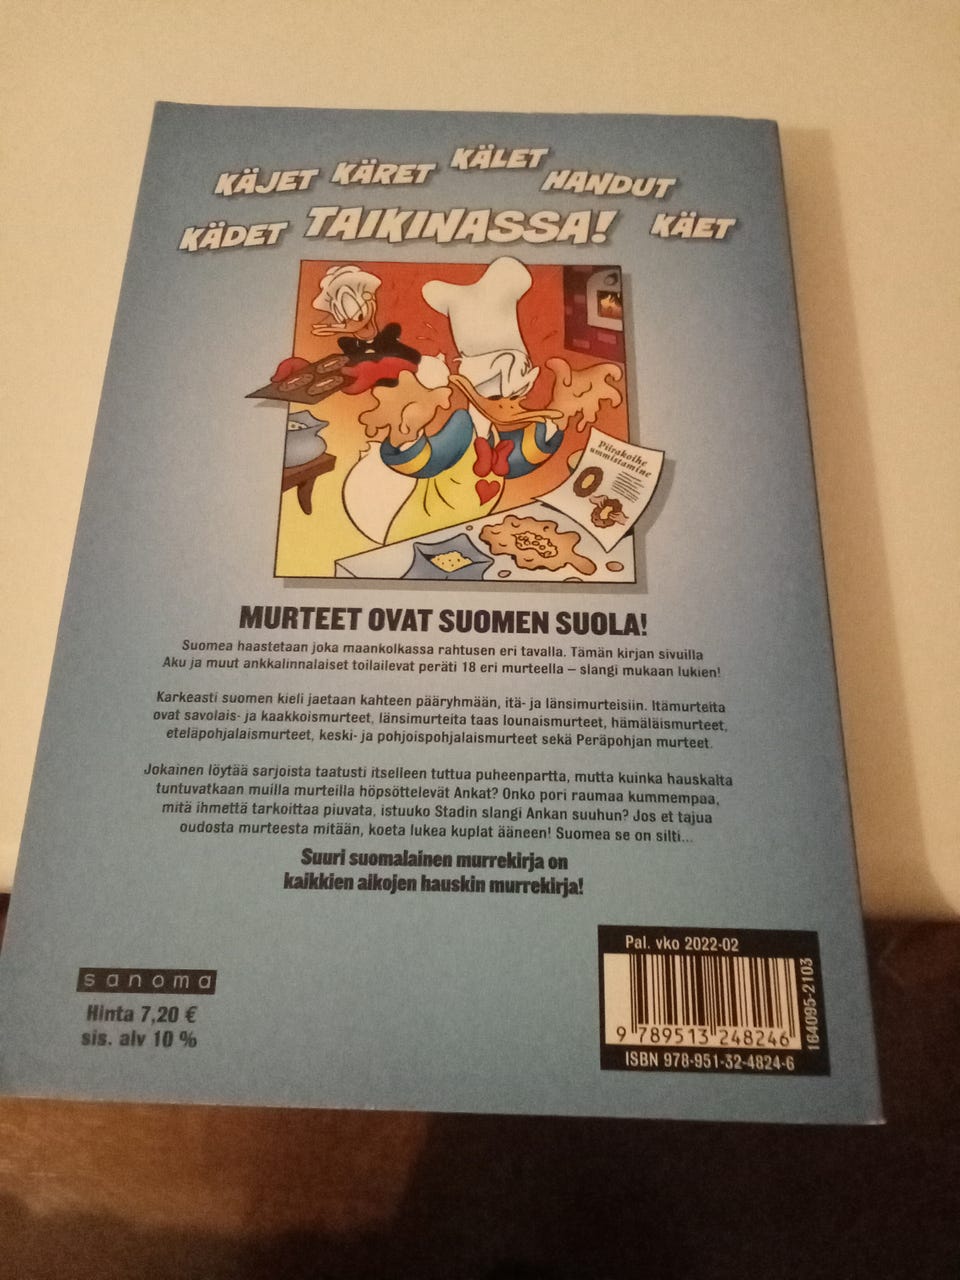 KÄJET KÄRET KÄLET HANDUT
KÄDET TAIKINASSA! KÄET
Piirakoihe
ummistamine
MURTEET OVAT SUOMEN SUOLA!
Suomea haastetaan joka maankolkassa rahtusen eri tavalla. Tämän kirjan sivuilla
Aku ja muut ankkalinnalaiset toilailevat peräti 18 eri murteella – slangi mukaan lukien!
Karkeasti suomen kieli jaetaan kahteen pääryhmään, itä- ja länsimurteisiin. Itämurteita
ovat savolais- ja kaakkoismurteet, länsimurteita taas lounaismurteet, hämäläismurteet,
eteläpohjalaismurteet, keski- ja pohjoispohjalaismurteet sekä Peräpohjan murteet.
Jokainen löytää sarjoista taatusti itselleen tuttua puheenpartta, mutta kuinka hauskalta
tuntuvatkaan muilla murteilla höpsöttelevät Ankat? Onko pori raumaa kummempaa,
mitä ihmettä tarkoittaa piuvata, istuuko Stadin slangi Ankan suuhun? Jos et tajua
oudosta murteesta mitään, koeta lukea kuplat ääneen! Suomea se on silti...
Suuri suomalainen murrekirja on
kaikkien aikojen hauskin murrekirja!
sanoma
Hinta 7,20 €
sis. alv 10 %
Pal. vko 2022-02
9 789513 248246
164095-2103
ISBN 978-951-32-4824-6